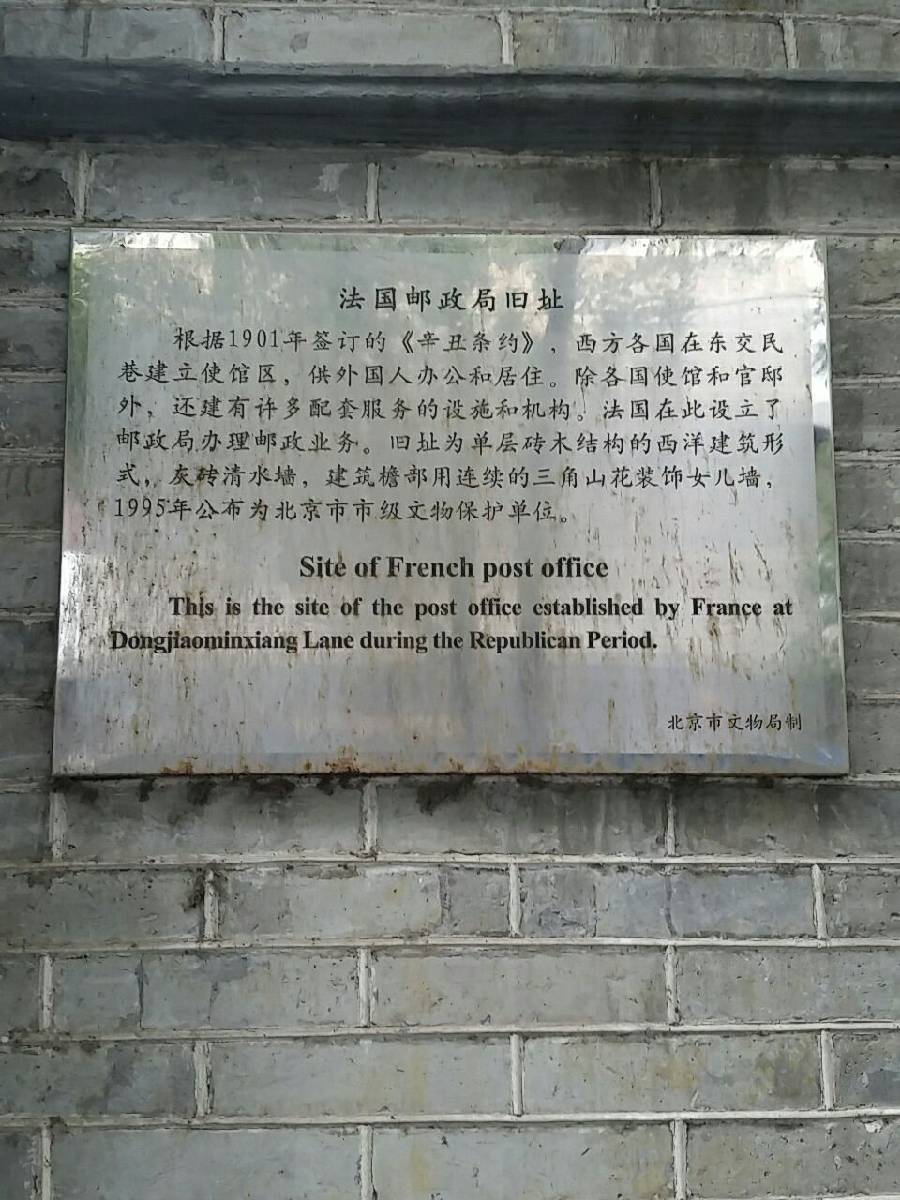 法国邮政局旧址
根据1901年签订的《辛丑条约》，西方各国在东交民
巷建立使馆区，供外国人办公和居住。除各国使馆和官邸
外，还建有许多配套服务的设施和机构。法国在此设立了
邮政局办理邮政业务。旧址为单层砖木结构的西洋建筑形
式，灰砖清水墙，建筑檐部用连续的三角山花装饰女儿墙，
1995年公布为北京市市级文物保护单位。
Site of French post office
This is the site of the post office established by France at
Dongjiaominxiang Lane during the Republican Period.
北京市文物局制